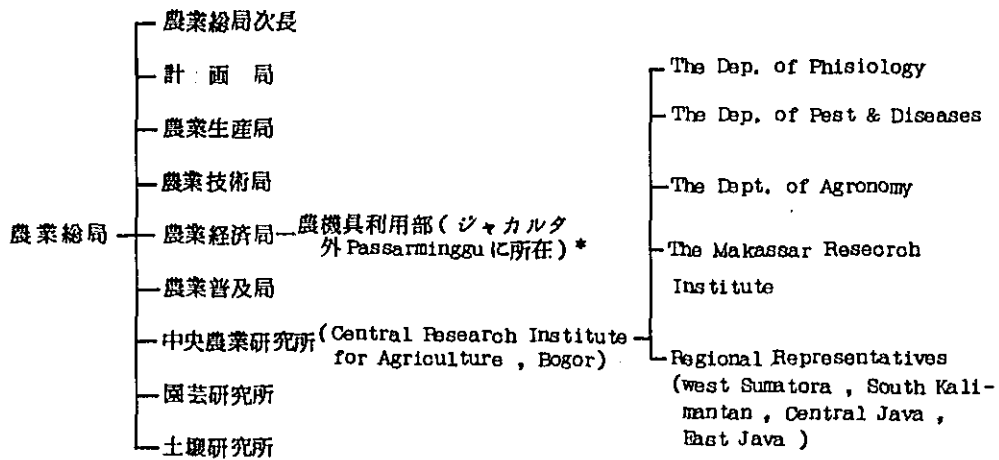 農業総局
農業総局次長
計画局
農業生産局
農業技術局
農業経済局
農機具利用部(ジャカルタ
外Passarmingguに所在)*
農業普及局
中央農業研究所
(Central Research Institute
for Agriculture , Bogor)
園芸研究所
土壌研究所
The Dep. of Phisiology
The Dep. of Pest & Diseases
The Dept. of Agronomy
The Makassar Reseorch
Institute
Regional Representatives
(west Sumatora , South Kali-
mantan , Central Java ,
East Java )